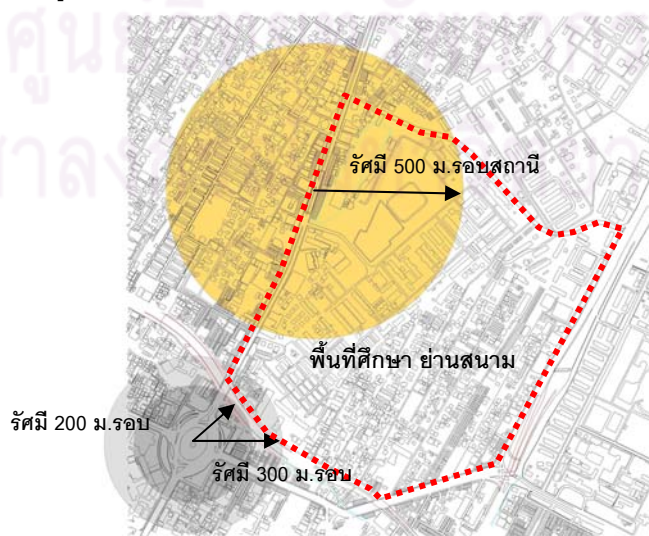 รัศมี 500 ม.รอบสถานี
พื้นที่ศึกษา ย่านสนาม
รัศมี 200 ม.รอบ
รัศมี 300 ม.รอบ